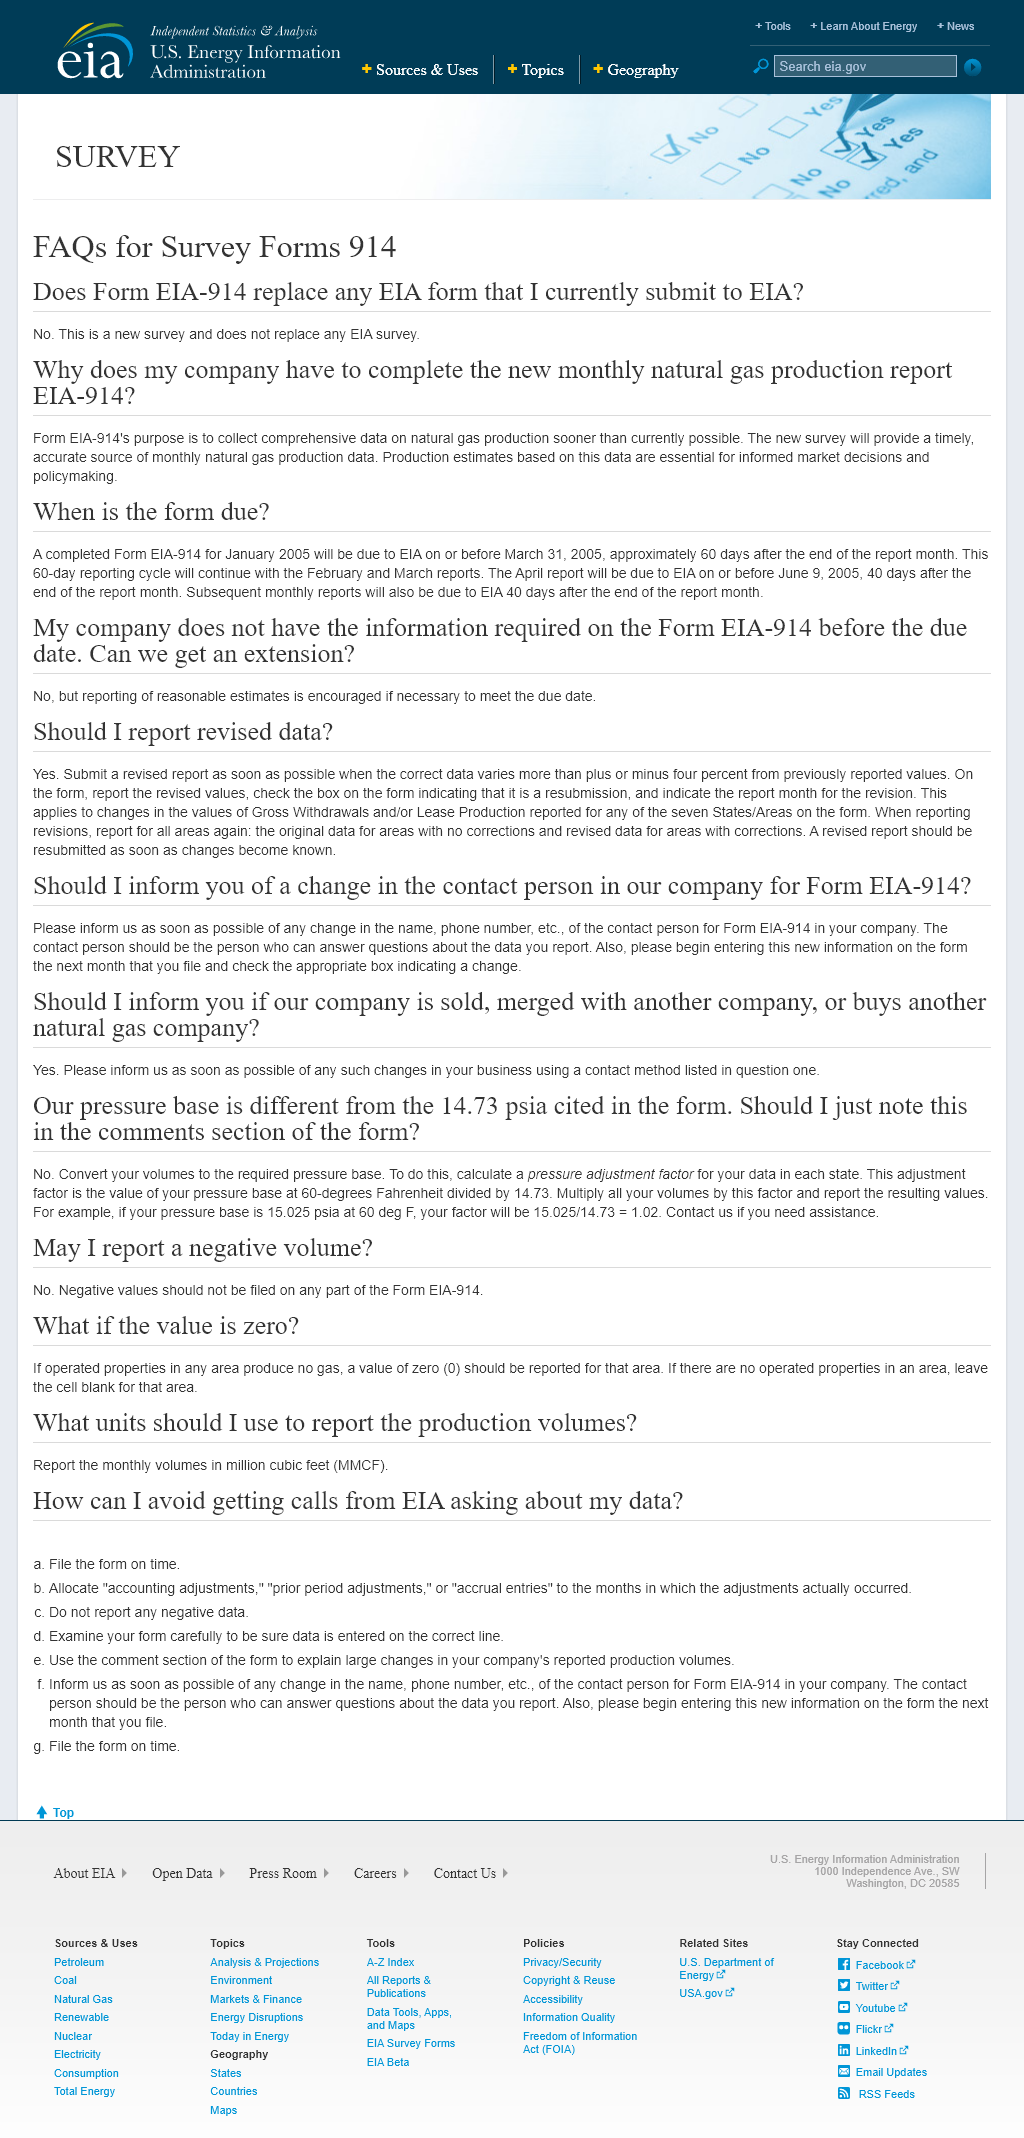 Independent Statistics & Analysis
U.S. Energy Information
Administration
eia
+ Tools + Learn About Energy + News
+ Sources & Uses + Topics + Geography
Search eia.gov
SURVEY
No
Yes
No
Yes
Yes
No
No
rred, and
FAQs for Survey Forms 914
Does Form EIA-914 replace any EIA form that I currently submit to EIA?
No. This is a new survey and does not replace any EIA survey.
Why does my company have to complete the new monthly natural gas production report
EIA-914?
Form EIA-914's purpose is to collect comprehensive data on natural gas production sooner than currently possible. The new survey will provide a timely,
accurate source of monthly natural gas production data. Production estimates based on this data are essential for informed market decisions and
policymaking.
When is the form due?
A completed Form EIA-914 for January 2005 will be due to EIA on or before March 31, 2005, approximately 60 days after the end of the report month. This
60-day reporting cycle will continue with the February and March reports. The April report will be due to EIA on or before June 9, 2005, 40 days after the
end of the report month. Subsequent monthly reports will also be due to EIA 40 days after the end of the report month.
My company does not have the information required on the Form EIA-914 before the due
date. Can we get an extension?
No, but reporting of reasonable estimates is encouraged if necessary to meet the due date.
Should I report revised data?
Yes. Submit a revised report as soon as possible when the correct data varies more than plus or minus four percent from previously reported values. On
the form, report the revised values, check the box on the form indicating that it is a resubmission, and indicate the report month for the revision. This
applies to changes in the values of Gross Withdrawals and/or Lease Production reported for any of the seven States/Areas on the form. When reporting
revisions, report for all areas again: the original data for areas with no corrections and revised data for areas with corrections. A revised report should be
resubmitted as soon as changes become known.
Should I inform you of a change in the contact person in our company for Form EIA-914?
Please inform us as soon as possible of any change in the name, phone number, etc., of the contact person for Form EIA-914 in your company. The
contact person should be the person who can answer questions about the data you report. Also, please begin entering this new information on the form
the next month that you file and check the appropriate box indicating a change.
Should I inform you if our company is sold, merged with another company, or buys another
natural gas company?
Yes. Please inform us as soon as possible of any such changes in your business using a contact method listed in question one.
Our pressure base is different from the 14.73 psia cited in the form. Should I just note this
in the comments section of the form?
No. Convert your volumes to the required pressure base. To do this, calculate a pressure adjustment factor for your data in each state. This adjustment
factor is the value of your pressure base at 60-degrees Fahrenheit divided by 14.73. Multiply all your volumes by this factor and report the resulting values.
For example, if your pressure base is 15.025 psia at 60 deg F, your factor will be 15.025/14.73 = 1.02. Contact us if you need assistance.
May I report a negative volume?
No. Negative values should not be filed on any part of the Form EIA-914.
What if the value is zero?
If operated properties in any area produce no gas, a value of zero (0) should be reported for that area. If there are no operated properties in an area, leave
the cell blank for that area.
What units should I use to report the production volumes?
Report the monthly volumes in million cubic feet (MMCF).
How can I avoid getting calls from EIA asking about my data?
a. File the form on time.
b. Allocate "accounting adjustments," "prior period adjustments," or "accrual entries" to the months in which the adjustments actually occurred.
c. Do not report any negative data.
d. Examine your form carefully to be sure data is entered on the correct line.
e. Use the comment section of the form to explain large changes in your company's reported production volumes.
f. Inform us as soon as possible of any change in the name, phone number, etc., of the contact person for Form EIA-914 in your company. The contact
person should be the person who can answer questions about the data you report. Also, please begin entering this new information on the form the next
month that you file.
g. File the form on time.
Top
About EIA Open Data Press Room Careers Contact Us
U.S. Energy Information Administration
1000 Independence Ave., SW
Washington, DC 20585
Sources & Uses
Petroleum
Coal
Natural Gas
Renewable
Nuclear
Electricity
Consumption
Total Energy
Topics
Analysis & Projections
Environment
Markets & Finance
Energy Disruptions
Today in Energy
Geography
States
Countries
Maps
Tools
A-Z Index
All Reports &
Publications
Data Tools, Apps,
and Maps
EIA Survey Forms
EIA Beta
Policies
Privacy/Security
Copyright & Reuse
Accessibility
Information Quality
Freedom of Information
Act (FOIA)
Related Sites
U.S. Department of
Energy
USA.gov
Stay Connected
Facebook
Twitter
Youtube
Flickr
LinkedIn
Email Updates
RSS Feeds